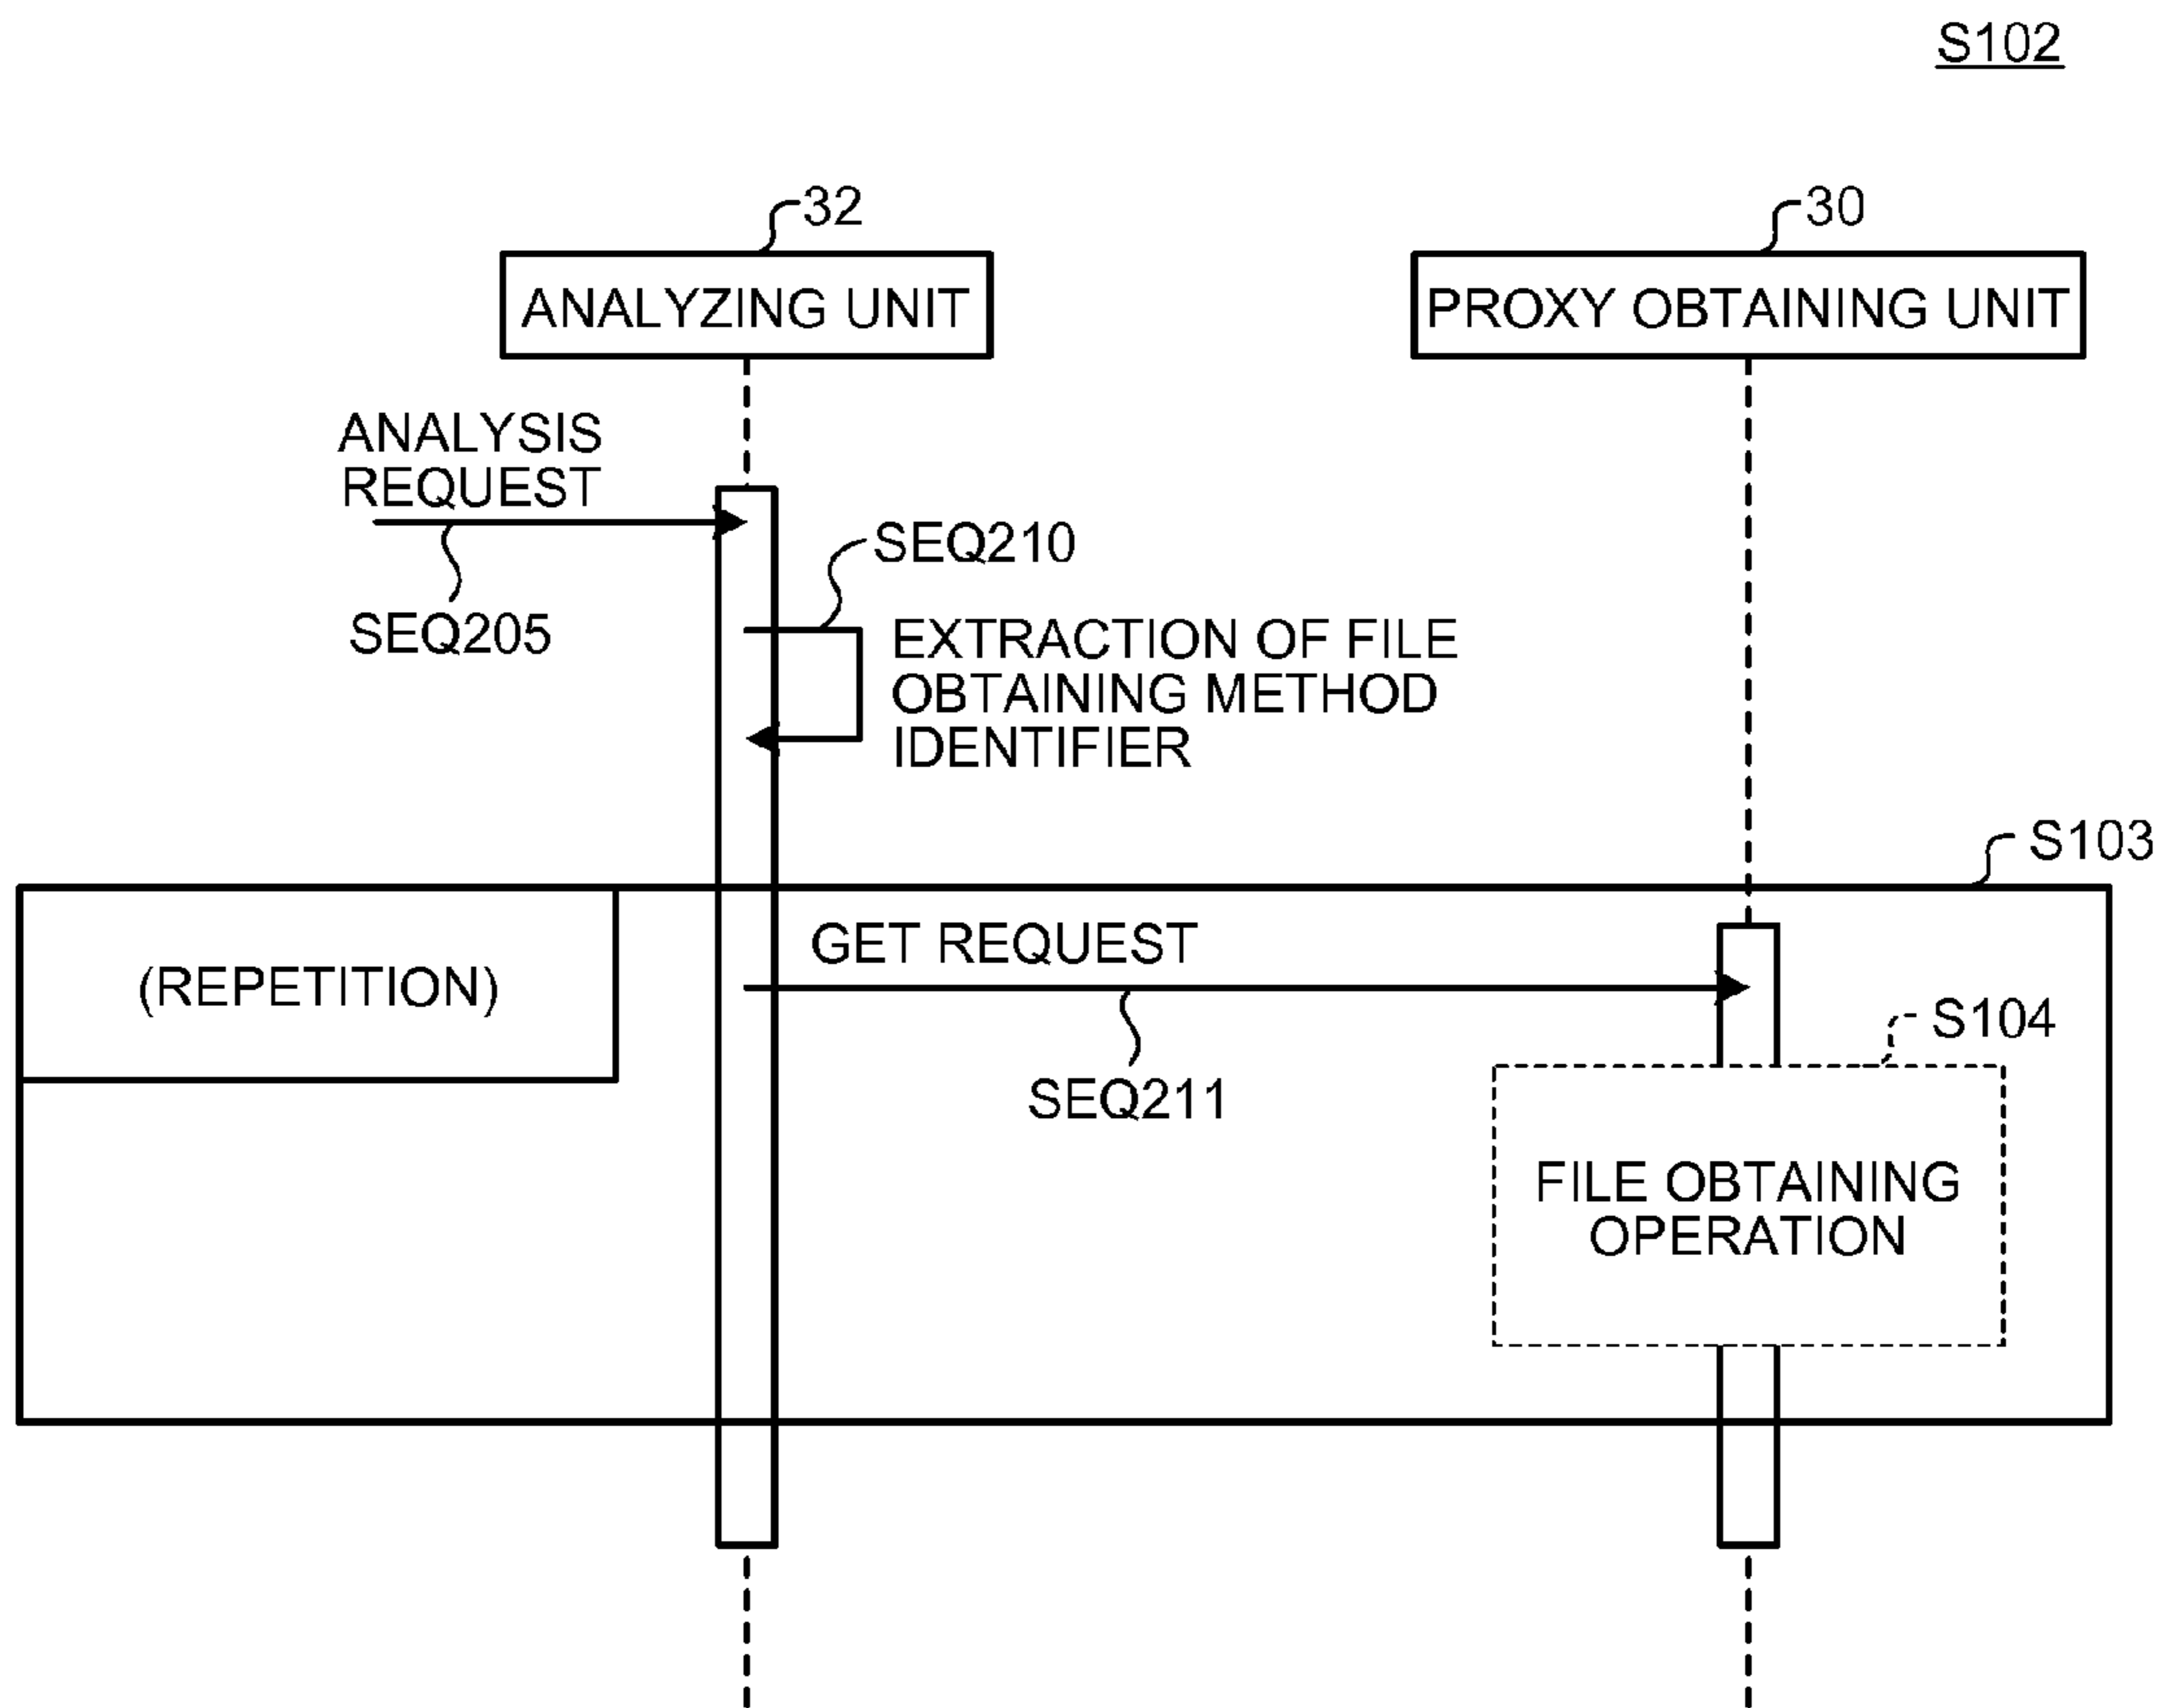 S102
32
30
ANALYZING UNIT
PROXY OBTAINING UNIT
ANALYSIS
REQUEST
SEQ205
SEQ210
EXTRACTION OF FILE
OBTAINING METHOD
IDENTIFIER
S103
(REPETITION)
GET REQUEST
SEQ211
S104
FILE OBTAINING
OPERATION